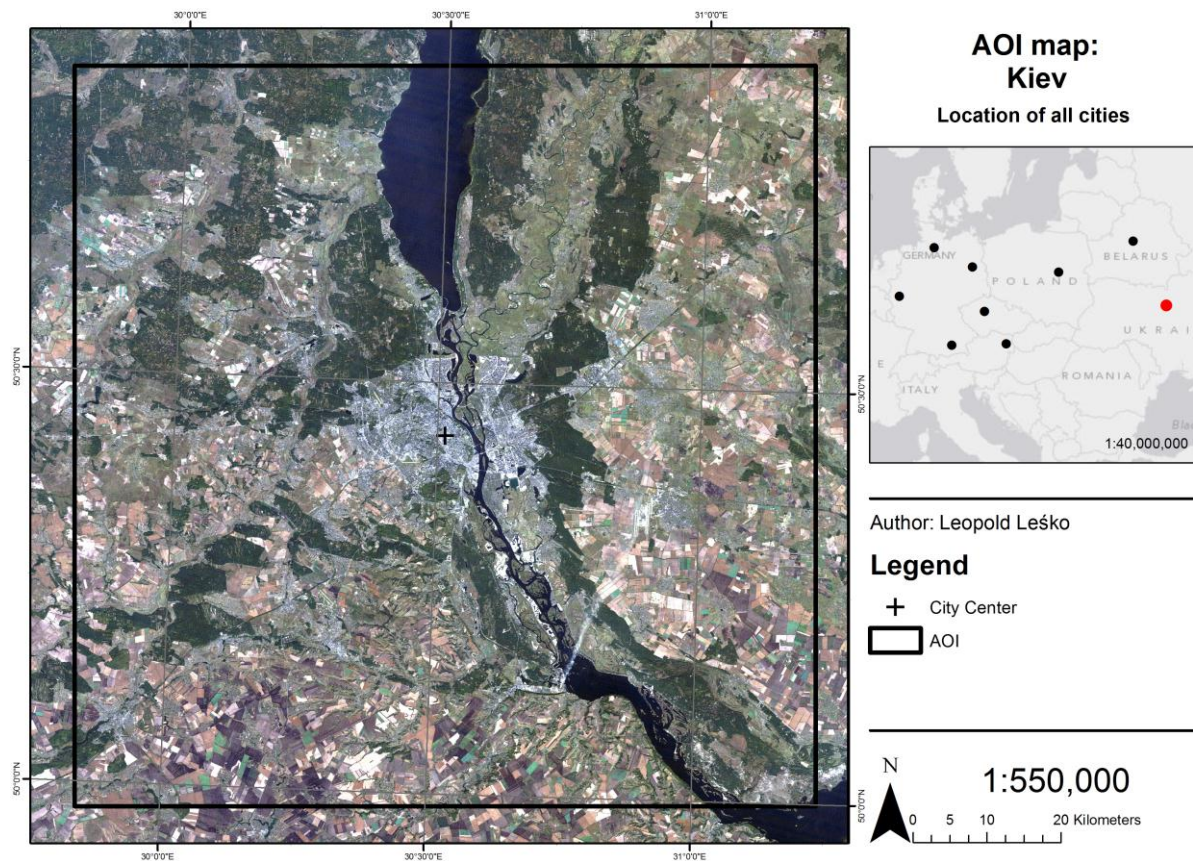 30°0'0"E
30°30'0"E
31°0'0"E
50°30'0"N
50°0'0"N
50°30'0"N
50°0'0"N
30°0'0"E
30°30'0"E
31°0'0"E
AOI map:
Kiev
Location of all cities
GERMANY
POLAND
BELARUS
UKRAI
E
ITALY
ROMANIA
Bla
1:40,000,000
Author: Leopold Leśko
Legend
City Center
AOI
N
1:550,000
0 5 10 20 Kilometers